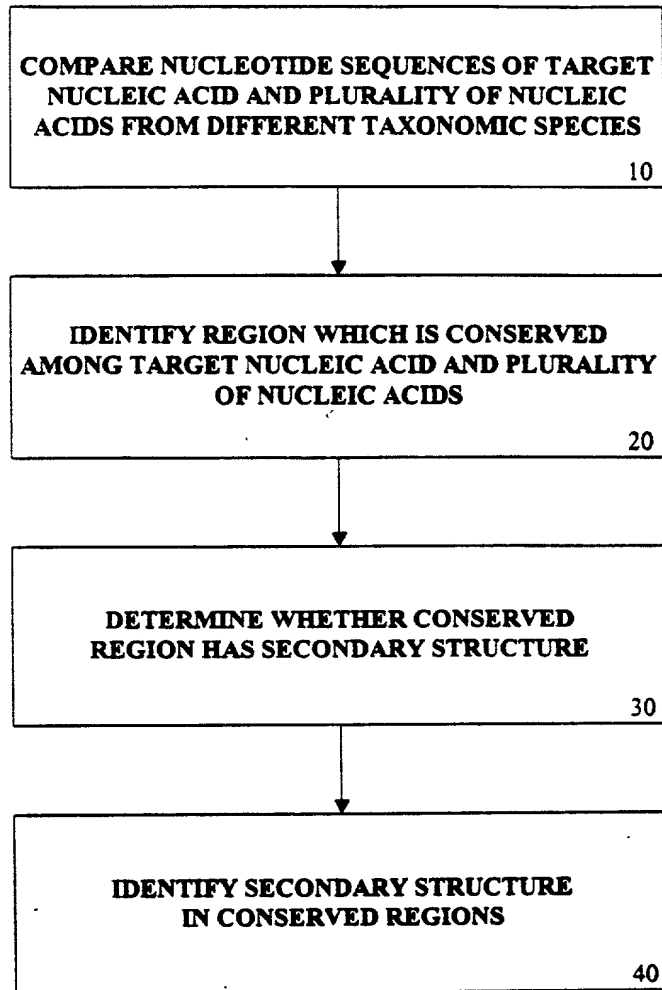 COMPARE NUCLEOTIDE SEQUENCES OF TARGET
NUCLEIC ACID AND PLURALITY OF NUCLEIC
ACIDS FROM DIFFERENT TAXONOMIC SPECIES
10
IDENTIFY REGION WHICH IS CONSERVED
AMONG TARGET NUCLEIC ACID AND PLURALITY
OF NUCLEIC ACIDS
20
DETERMINE WHETHER CONSERVED
REGION HAS SECONDARY STRUCTURE
30
IDENTIFY SECONDARY STRUCTURE
IN CONSERVED REGIONS
40